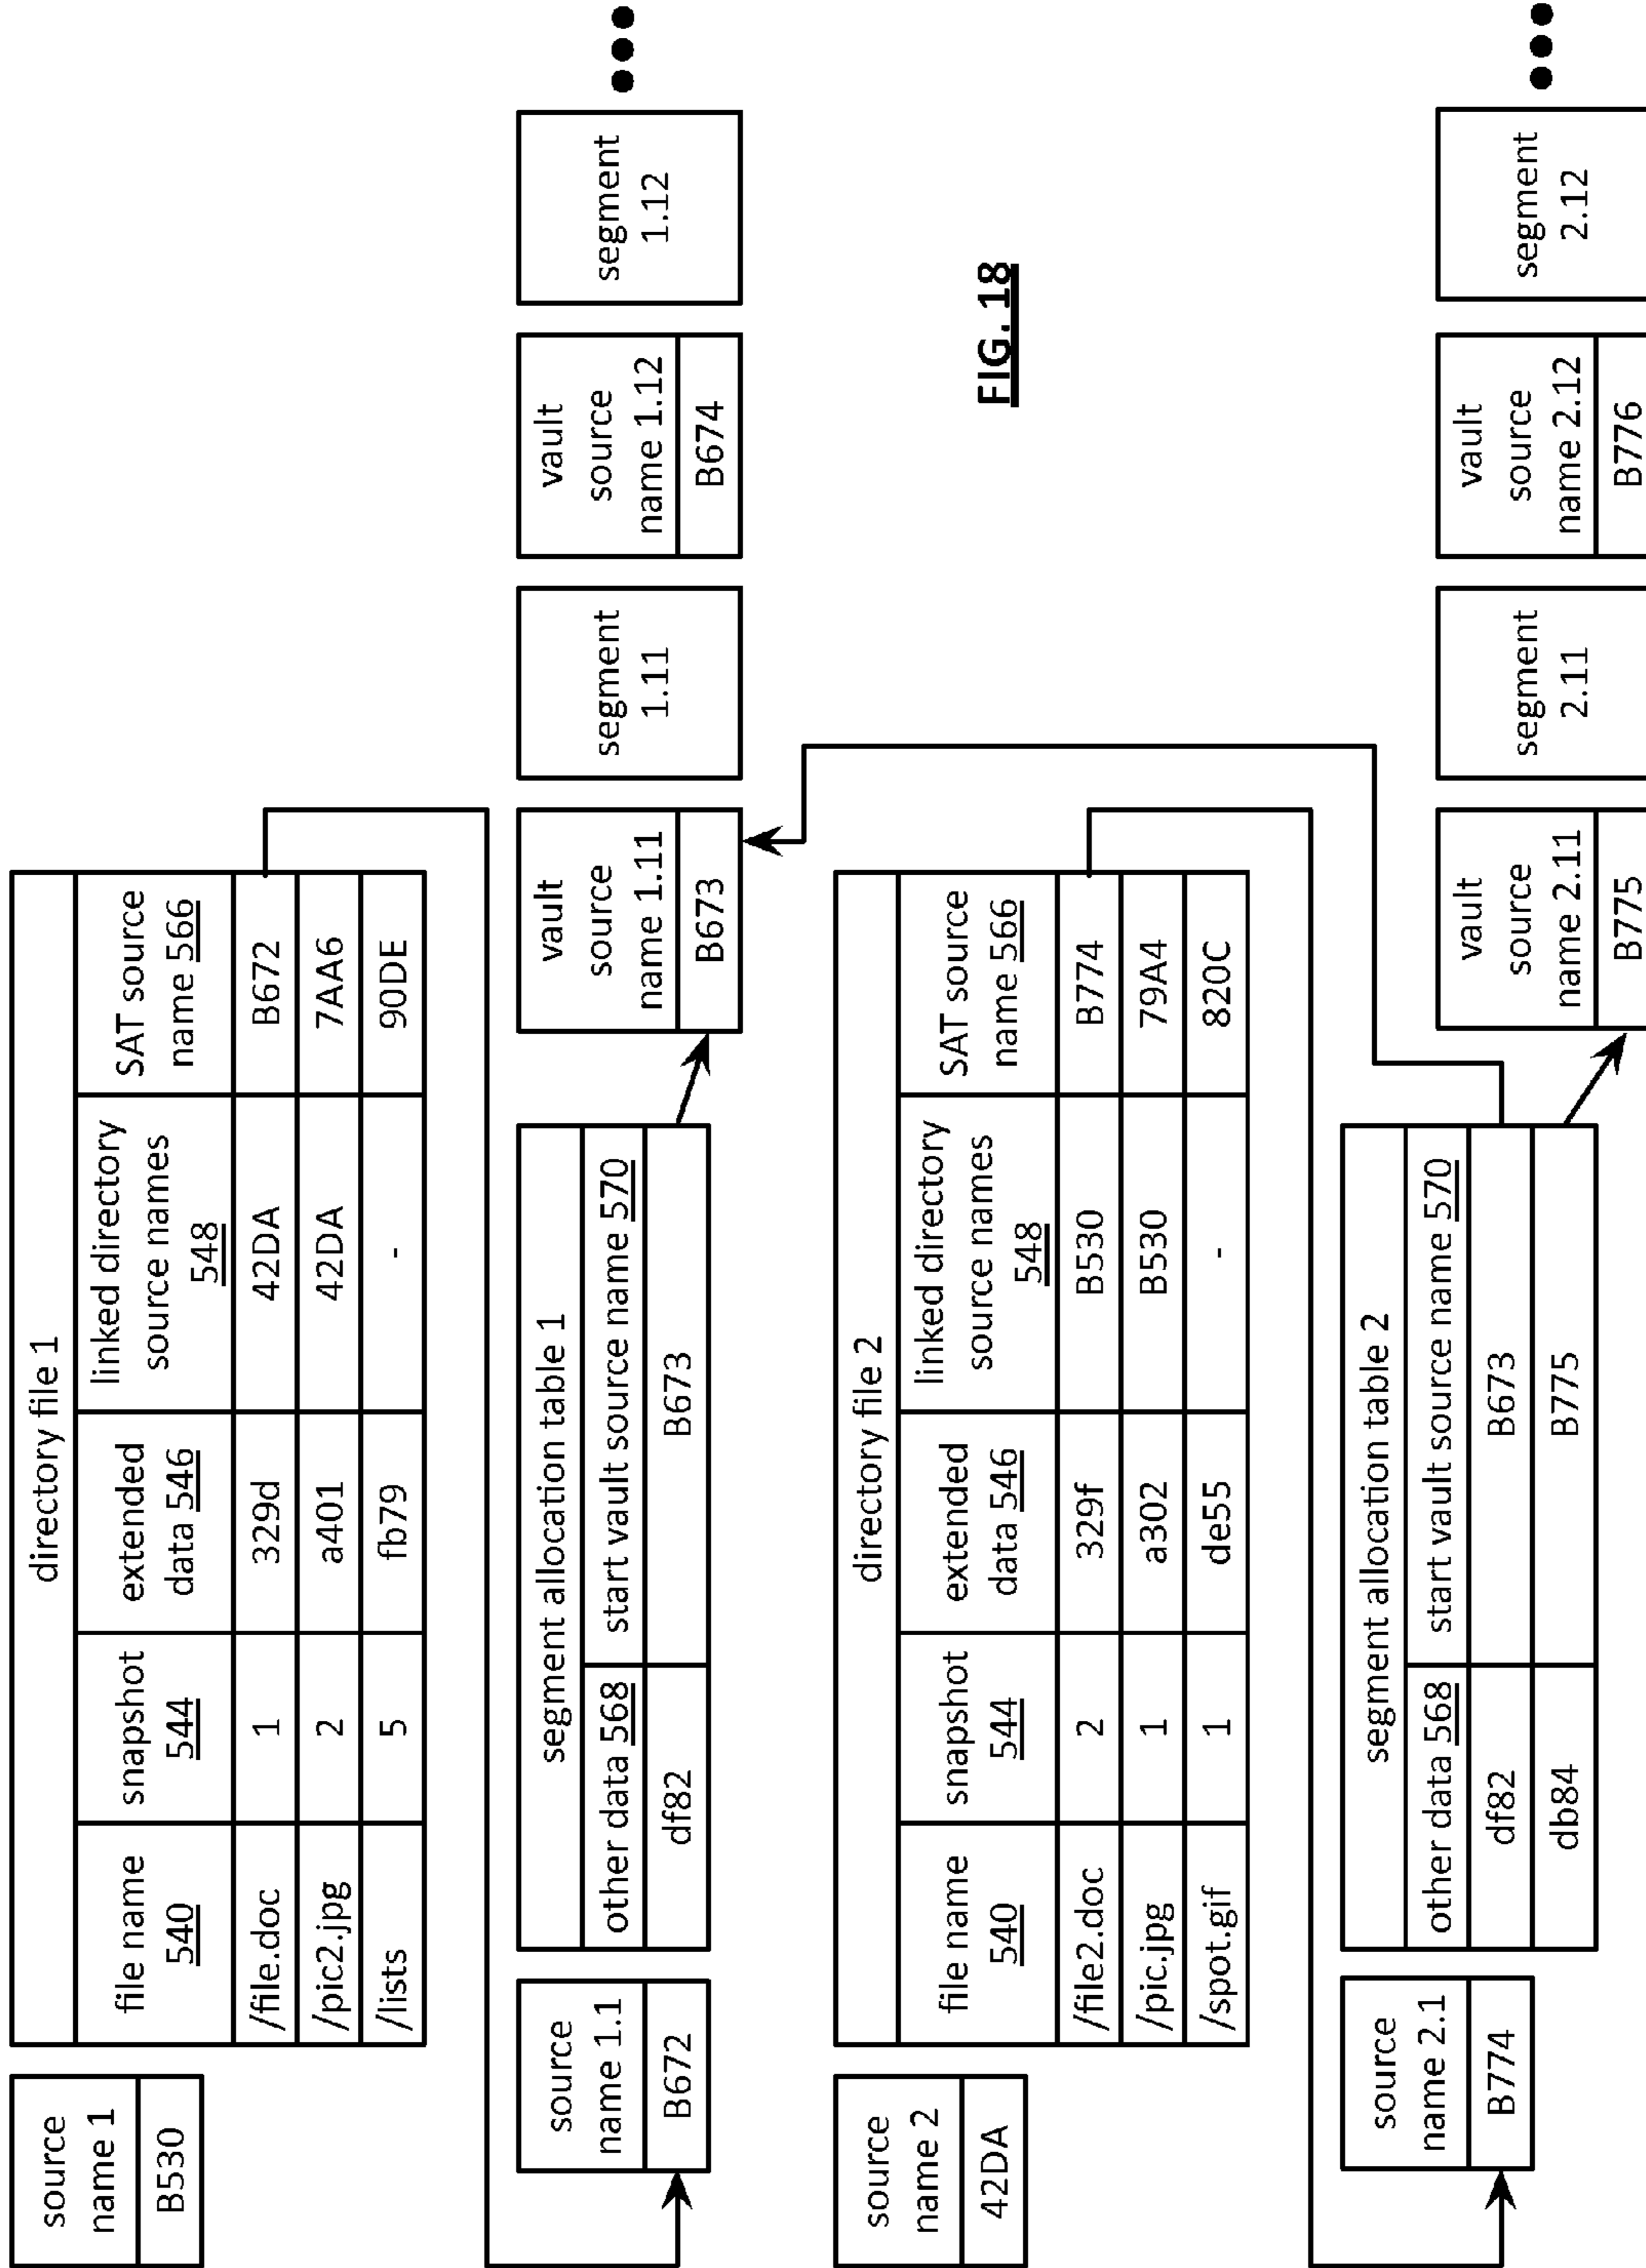 source
name 1
B530
directory file 1
file name
540
snapshot
544
extended
data 546
linked directory
source names
548
SAT source
name 566
/file.doc
1
329d
42DA
B672
/pic2.jpg
2
a401
42DA
7AA6
/lists
5
fb79
-
90DE
source
name 1.1
B672
segment allocation table 1
other data 568
start vault source name 570
df82
B673
vault
source
name 1.11
B673
segment
1.11
vault
source
name 1.12
B674
segment
1.12
source
name 2
42DA
directory file 2
file name
540
snapshot
544
extended
data 546
linked directory
source names
548
SAT source
name 566
/file2.doc
2
329f
B530
B774
/pic.jpg
1
a302
B530
79A4
/spot.gif
1
de55
-
820C
FIG. 18
source
name 2.1
B774
segment allocation table 2
other data 568
start vault source name 570
df82
B673
db84
B775
vault
source
name 2.11
B775
segment
2.11
vault
source
name 2.12
B776
segment
2.12